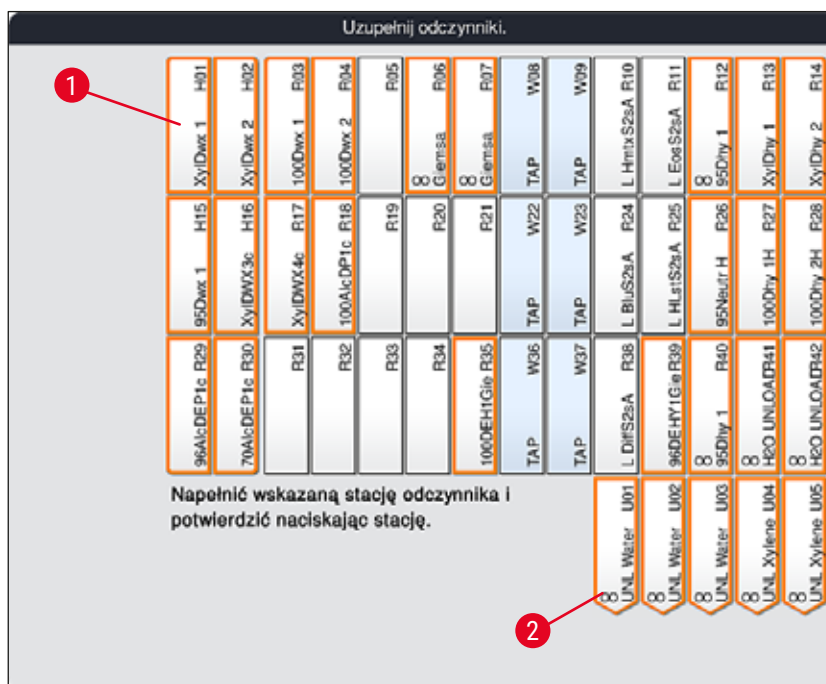 Uzupełnij odczynniki.
1
XylDwx 1 H01
XylDwx 2 H02
100Dwx 1 R03
100Dwx 2 R04
R05
∞ Giemsa R06
∞ Giemsa R07
TAP W08
TAP W09
L HmtxS2sA R10
L EosS2sA R11
∞ 95Dhy 1 R12
XylDhy 1 R13
XylDhy 2 R14
95Dwx 1 H15
XylDWX3c H16
XylDWX4c R17
100AlcDP1c R18
R19
R20
R21
TAP W22
TAP W23
L BluS2sA R24
L HLstS2sA R25
95Neutr H R26
100Dhy 1H R27
100Dhy 2H R28
96AlcDEP1c R29
70AlcDEP1c R30
R31
R32
R33
R34
100DEH1Gie R35
TAP W36
TAP W37
L DiffS2sA R38
96DEHY1Gie R39
∞ 95Dhy 1 R40
∞ H2O UNLOADR41
∞ H2O UNLOADR42
Napełnić wskazaną stację odczynnika i
potwierdzić naciskając stację.
∞ UNL Water U01
∞ UNL Water U02
∞ UNL Water U03
∞ UNL Xylene U04
∞ UNL Xylene U05
2